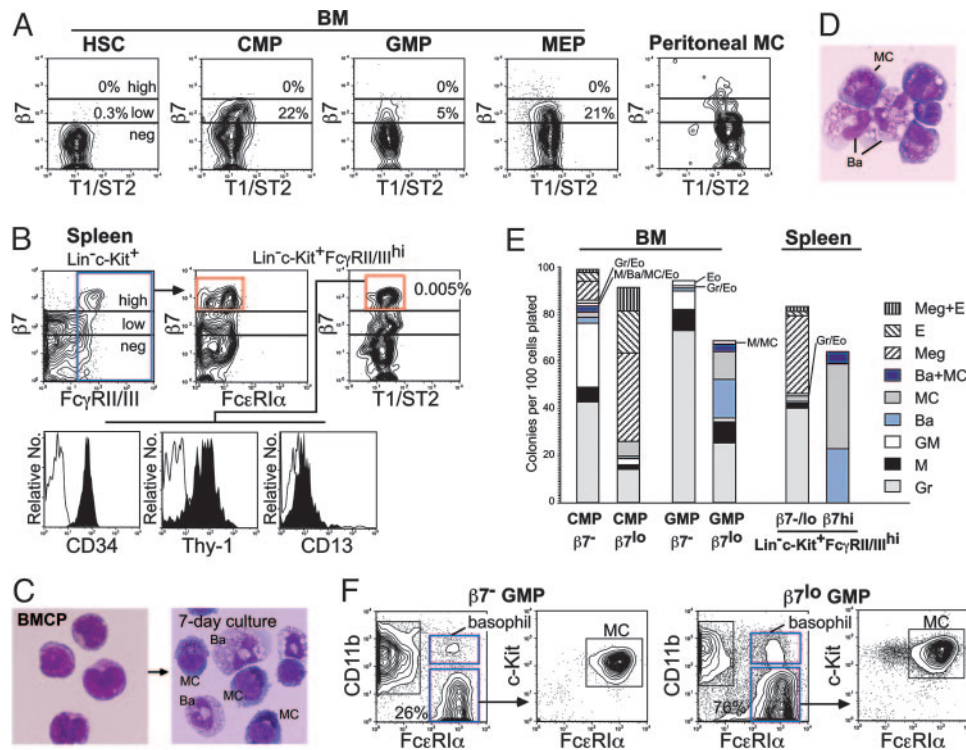 A
BM
HSC
CMP
GMP
MEP
Peritoneal MC
β7
0% high
0.3% low
neg
0%
22%
0%
5%
0%
21%
T1/ST2
T1/ST2
T1/ST2
T1/ST2
T1/ST2
D
MC
Ba
B
Spleen
Lin⁻c-Kit⁺
Lin⁻c-Kit⁺FcγRII/IIIʰⁱ
β7
high
low
neg
0.005%
FcγRII/III
FcεRIα
T1/ST2
Relative No.
Relative No.
Relative No.
CD34
Thy-1
CD13
C
BMCP
7-day culture
Ba
MC
MC
Ba
MC
E
BM
Spleen
Colonies per 100 cells plated
100
80
60
40
20
0
Gr/Eo
M/Ba/MC/Eo
Eo
Gr/Eo
M/MC
Gr/Eo
CMP
β7⁻
CMP
β7ˡᵒ
GMP
β7⁻
GMP
β7ˡᵒ
β7-/lo
β7hi
Lin⁻c-Kit⁺FcγRII/IIIʰⁱ
Meg+E
E
Meg
Ba+MC
MC
Ba
GM
M
Gr
F
β7⁻ GMP
β7ˡᵒ GMP
basophil
MC
CD11b
c-Kit
26%
FcεRIα
FcεRIα
basophil
MC
CD11b
c-Kit
FcεRIα
FcεRIα